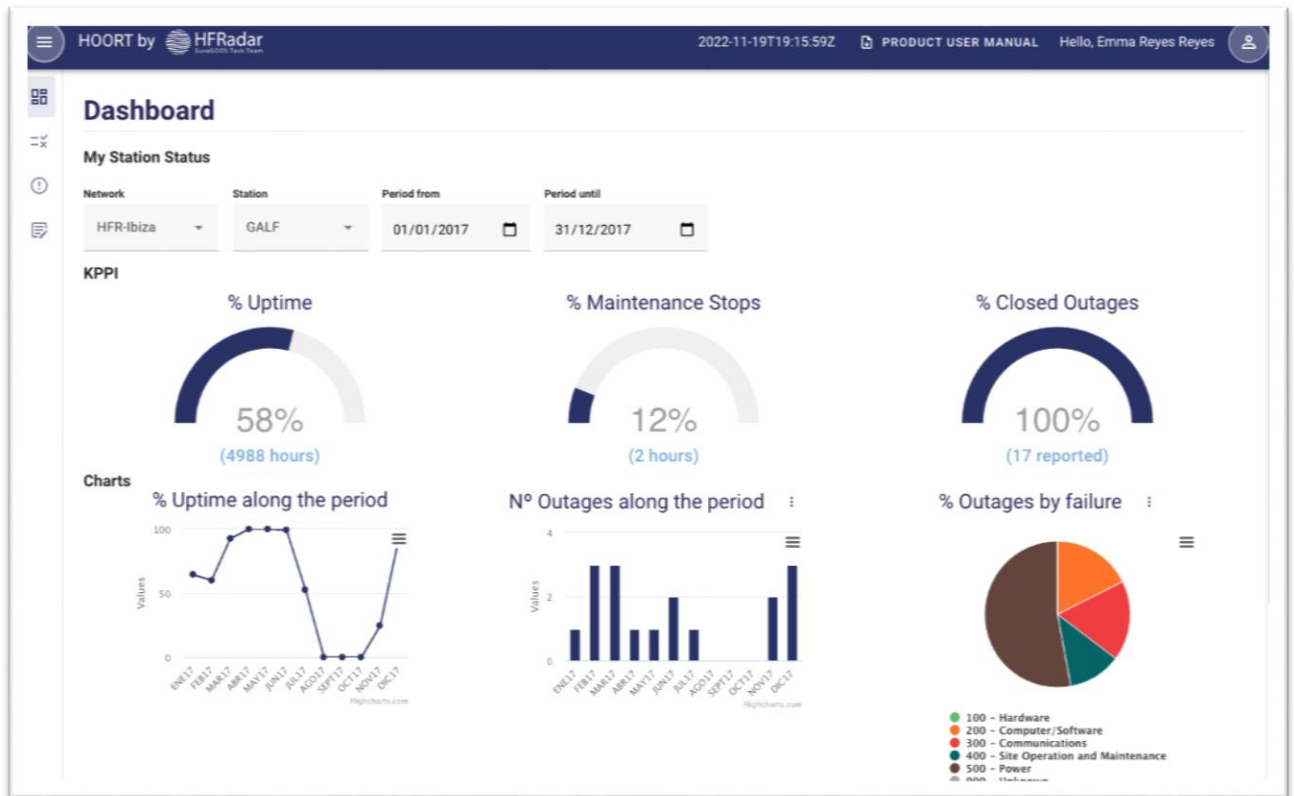 HOORT by HFRadar 2022-11-19T19:15:59Z PRODUCT USER MANUAL Hello, Emma Reyes Reyes
EuroGOOS Task Team
Dashboard
My Station Status
Network Station Period from Period until
HFR-Ibiza GALF 01/01/2017 31/12/2017
KPPI
% Uptime % Maintenance Stops % Closed Outages
58% 12% 100%
(4988 hours) (2 hours) (17 reported)
Charts
% Uptime along the period Nº Outages along the period % Outages by failure
100
50
0
Values
ENE17 FEB17 MAR17 ABR17 MAY17 JUN17 JUL17 AGO17 SEPT17 OCT17 NOV17 DIC17
Highcharts.com
4
2
0
Values
ENE17 FEB17 MAR17 ABR17 MAY17 JUN17 JUL17 AGO17 SEPT17 OCT17 NOV17 DIC17
Highcharts.com
100 - Hardware
200 - Computer/Software
300 - Communications
400 - Site Operation and Maintenance
500 - Power